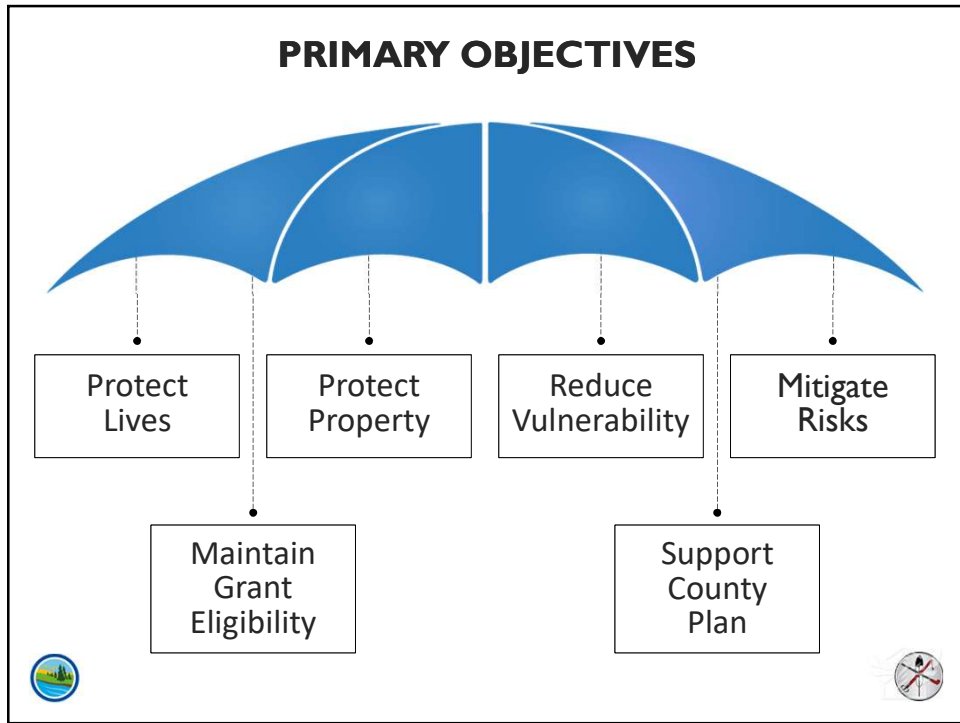 PRIMARY OBJECTIVES
Protect
Lives
Protect
Property
Reduce
Vulnerability
Mitigate
Risks
Maintain
Grant
Eligibility
Support
County
Plan